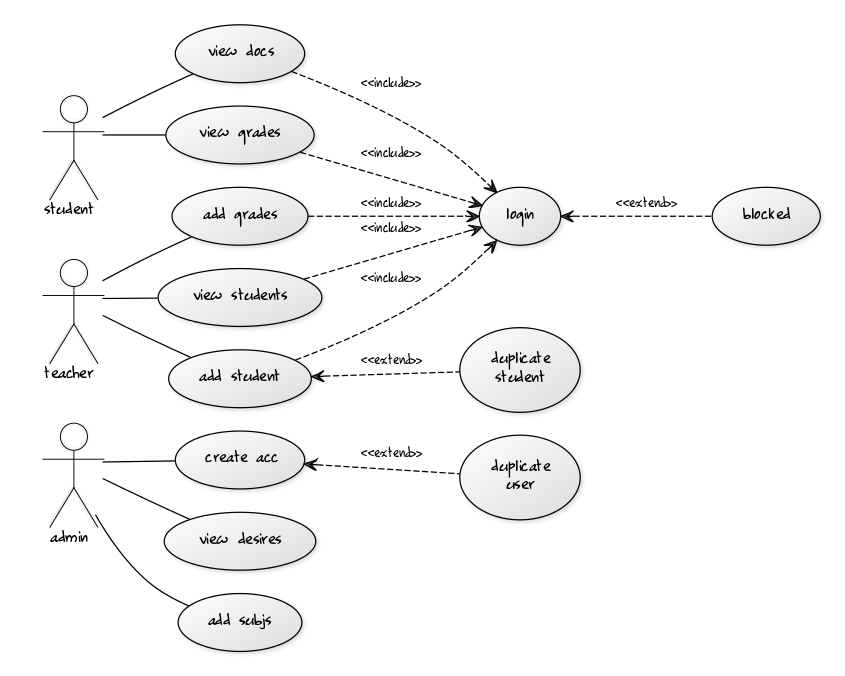 view docs
<<include>>
view grades
<<include>>
student
add grades
<<include>>
login
<<extend>>
blocked
<<include>>
view students
<<include>>
teacher
add student
<<extend>>
duplicate
student
create acc
<<extend>>
duplicate
user
admin
view desires
add subjs